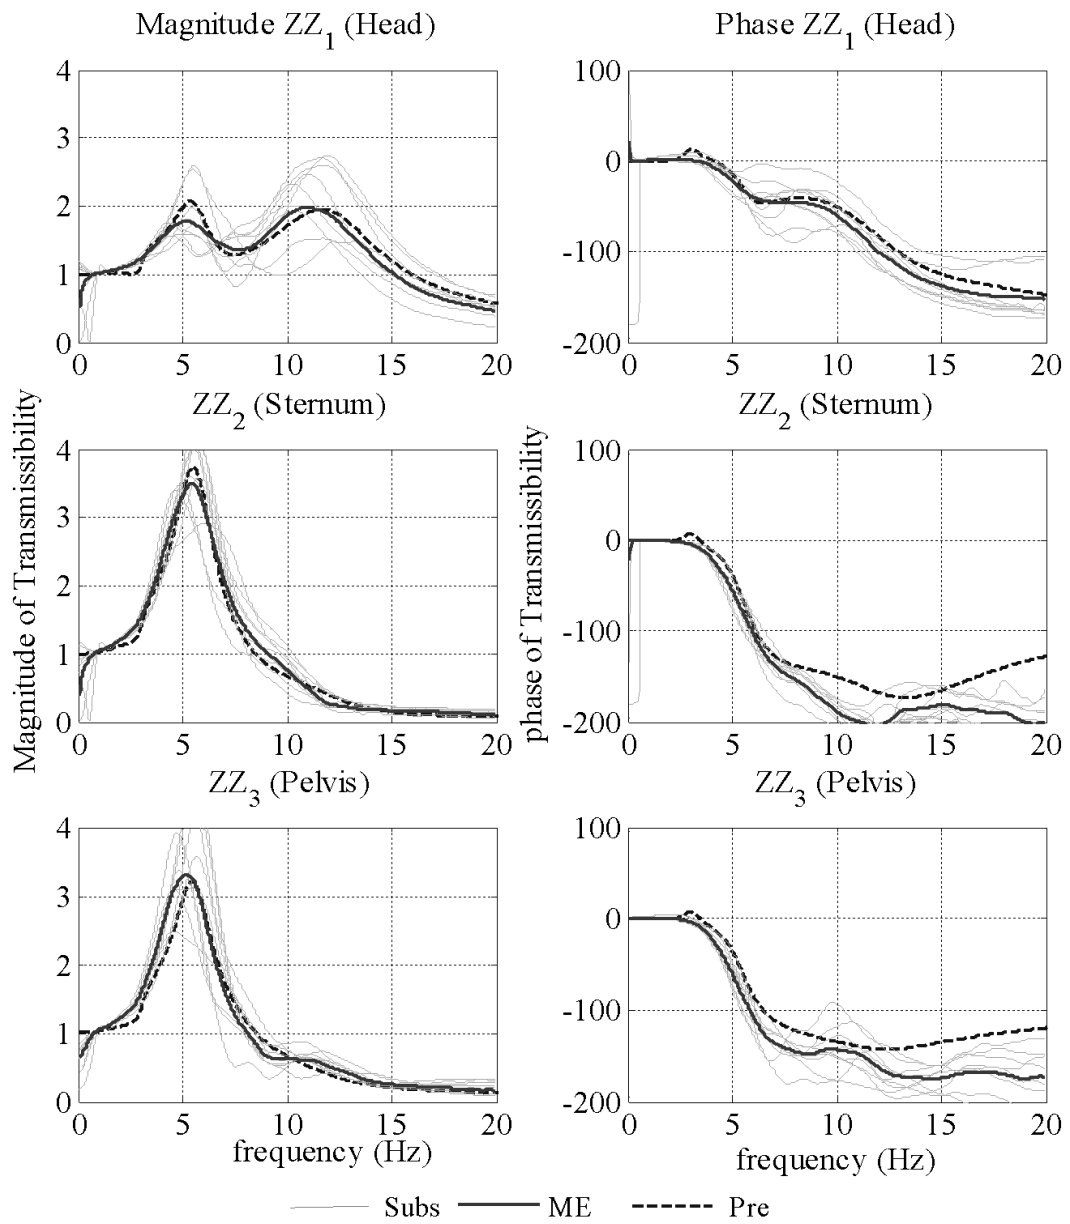 Magnitude ZZ1 (Head)
Phase ZZ1 (Head)
4
3
2
1
0
0 5 10 15 20
100
0
-100
-200
0 5 10 15 20
ZZ2 (Sternum)
ZZ2 (Sternum)
Magnitude of Transmissibility
4
3
2
1
0
0 5 10 15 20
phase of Transmissibility
100
0
-100
-200
0 5 10 15 20
ZZ3 (Pelvis)
ZZ3 (Pelvis)
4
3
2
1
0
0 5 10 15 20
frequency (Hz)
100
0
-100
-200
0 5 10 15 20
frequency (Hz)
Subs ME Pre